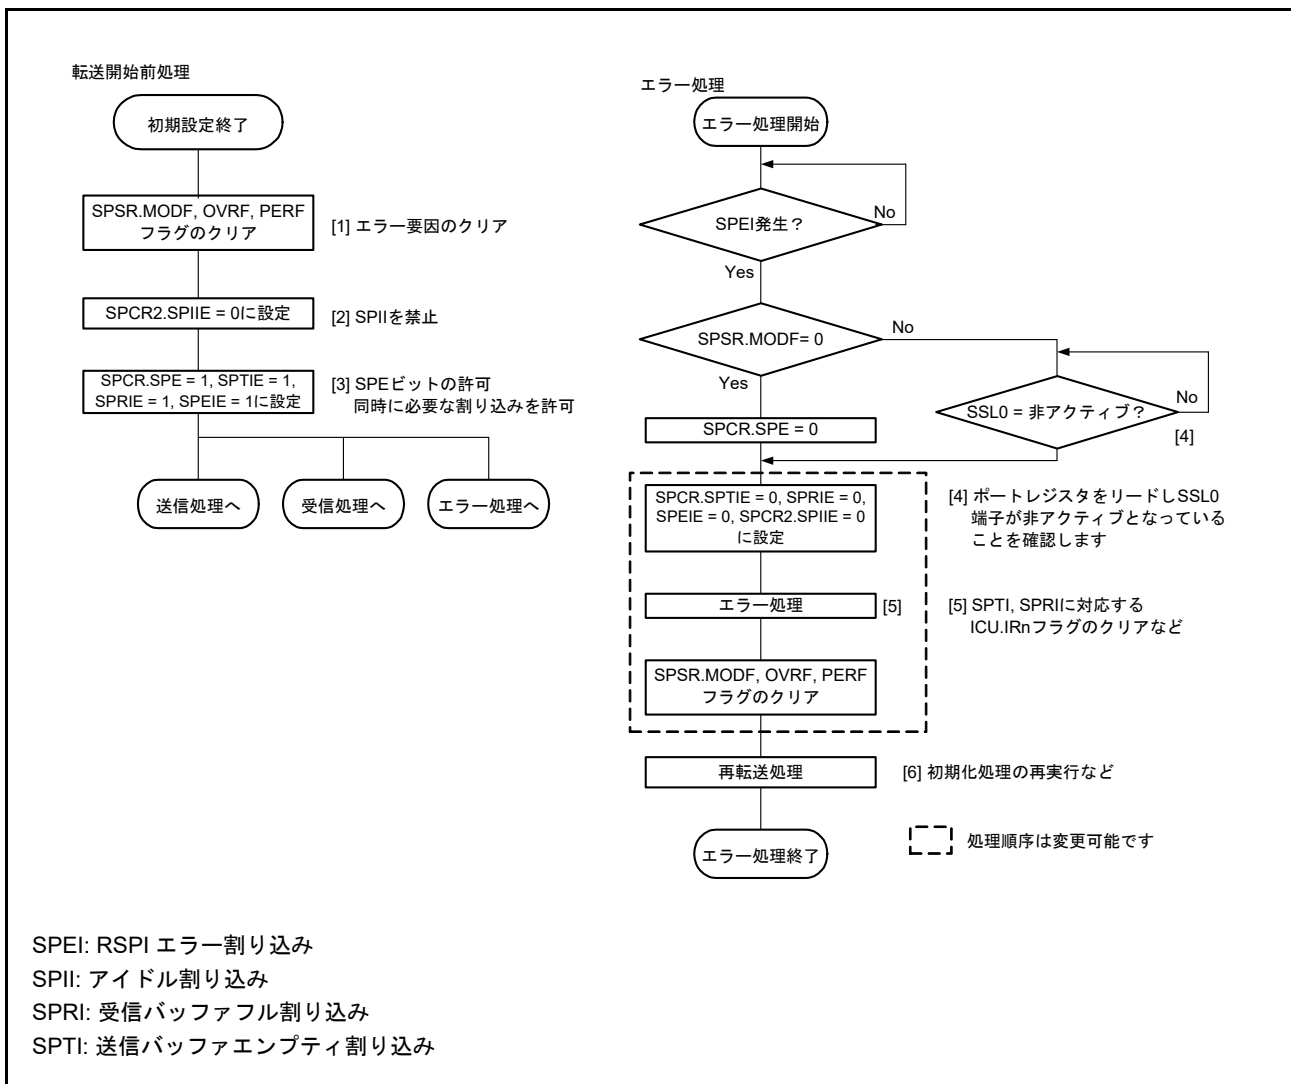 転送開始前処理
初期設定終了
SPSR.MODF, OVRF, PERF
フラグのクリア
[1] エラー要因のクリア
SPCR2.SPIIE = 0に設定
[2] SPIIを禁止
SPCR.SPE = 1, SPTIE = 1,
SPRIE = 1, SPEIE = 1に設定
[3] SPEビットの許可
同時に必要な割り込みを許可
送信処理へ
受信処理へ
エラー処理へ
エラー処理
エラー処理開始
SPEI発生？
No
Yes
SPSR.MODF= 0
No
Yes
SSL0 = 非アクティブ？
No
[4]
SPCR.SPE = 0
SPCR.SPTIE = 0, SPRIE = 0,
SPEIE = 0, SPCR2.SPIIE = 0
に設定
[4] ポートレジスタをリードしSSL0
端子が非アクティブとなっている
ことを確認します
エラー処理
[5]
[5] SPTI, SPRIに対応する
ICU.IRnフラグのクリアなど
SPSR.MODF, OVRF, PERF
フラグのクリア
再転送処理
[6] 初期化処理の再実行など
エラー処理終了
処理順序は変更可能です
SPEI: RSPI エラー割り込み
SPII: アイドル割り込み
SPRI: 受信バッファフル割り込み
SPTI: 送信バッファエンプティ割り込み